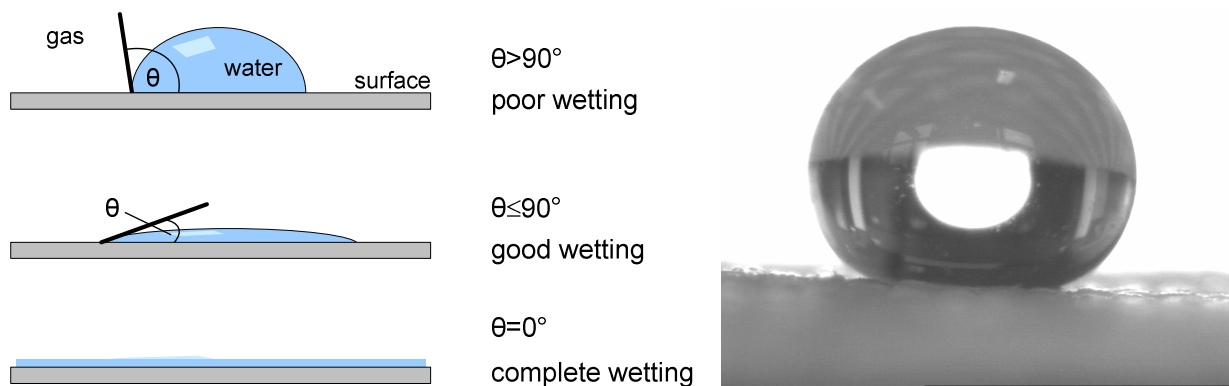 gas
θ
water
surface
θ>90°
poor wetting
θ
θ≤90°
good wetting
θ=0°
complete wetting